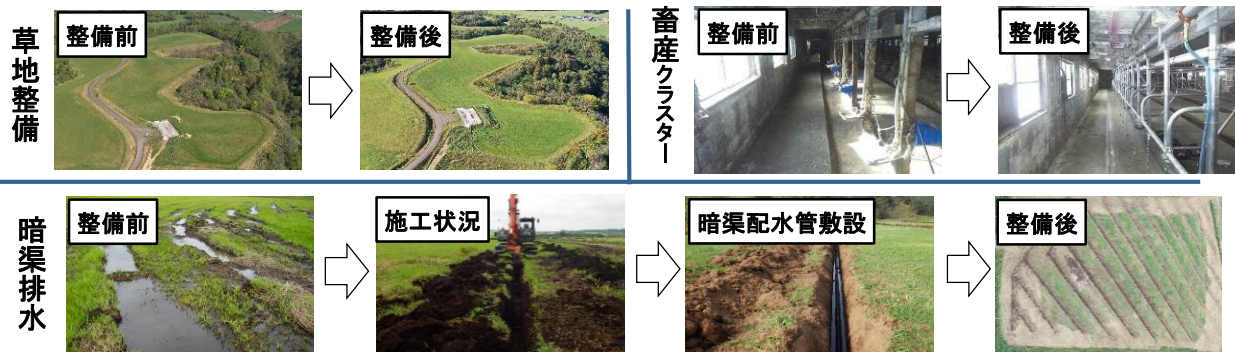 草地整備
整備前
整備後
畜産クラスター
整備前
整備後
暗渠排水
整備前
施工状況
暗渠配水管敷設
整備後